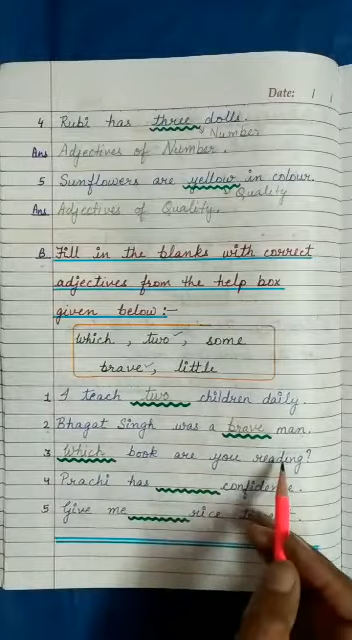 Date: / /
4 Rubi has three dolls.
Number
Ans Adjectives of Number.
5 Sunflowers are yellow in colour.
Quality
Ans Adjectives of Quality.
B Fill in the blanks with correct
adjectives from the help box
given below :-
which, two, some
brave, little
1 I teach two children daily.
2 Bhagat Singh was a brave man.
3 Which book are you reading?
4 Prachi has ______ confidence.
5 Give me ______ rice to